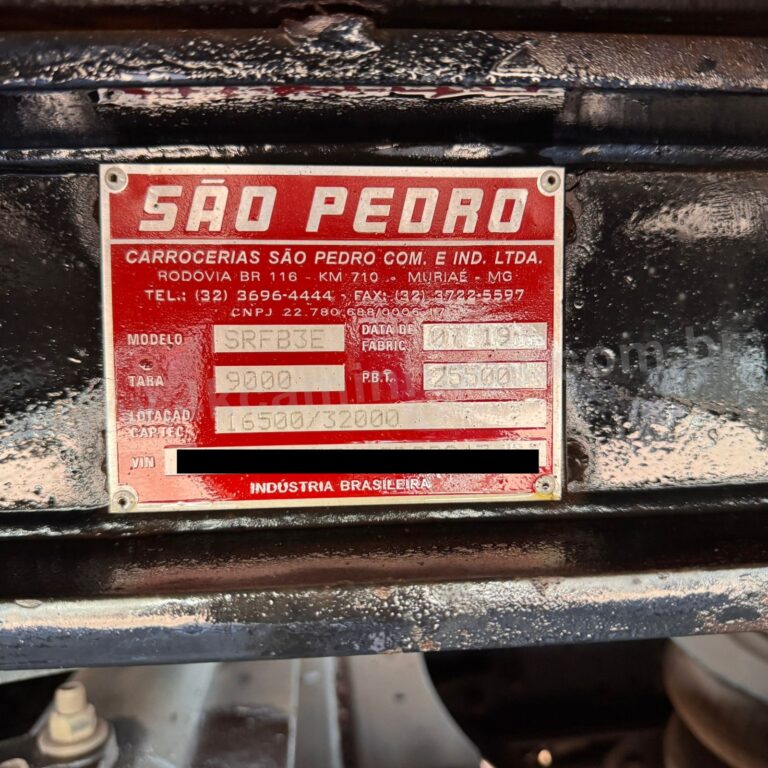 SÃO PEDRO
CARROCERIAS SÃO PEDRO COM. E IND. LTDA.
RODOVIA BR 116 - KM 710 - MURIAÉ - MG
TEL.: (32) 3696-4444 - FAX: (32) 3722-5597
CNPJ
MODELO SRFB3E DATA DE FABRIC. 19
TARA 9000 P.B.T. 25500
LOTAÇÃO 16500/32000
CAP.TEC.
VIN
INDÚSTRIA BRASILEIRA